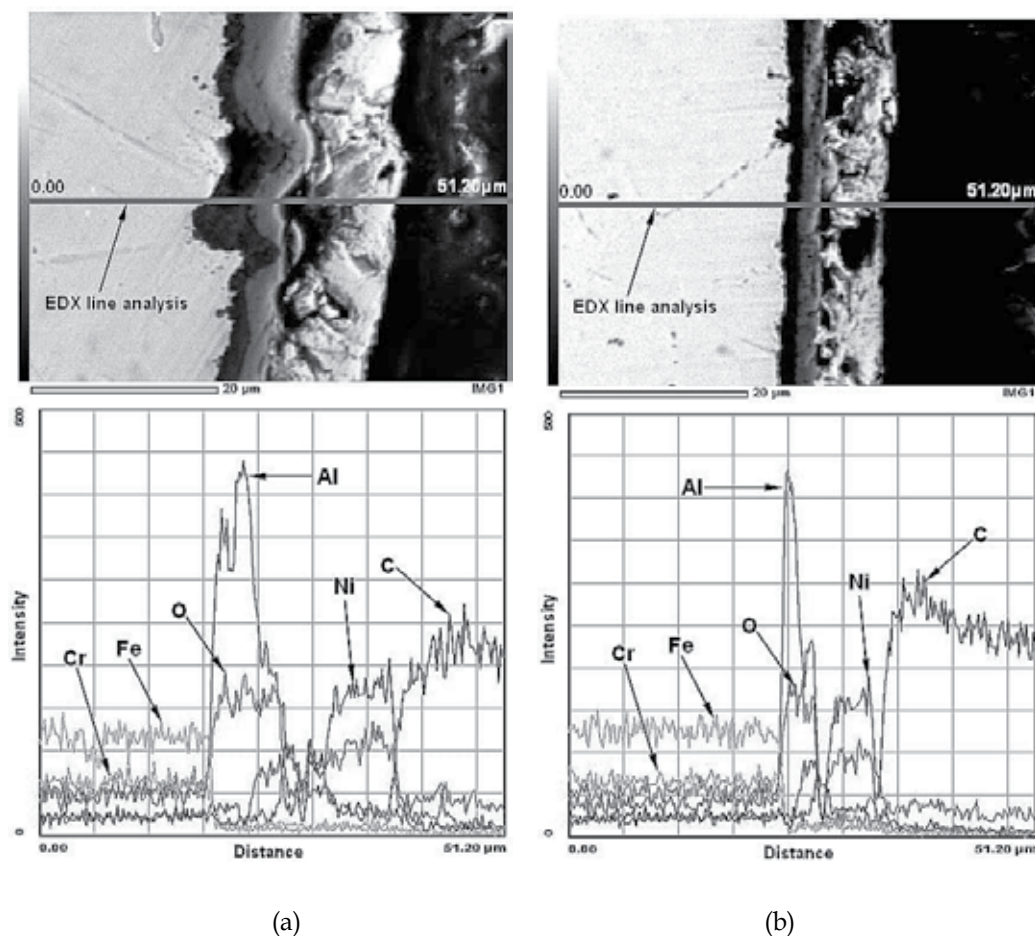 0.00
51.20µm
EDX line analysis
20 µm
IMG1
500
Al
C
Ni
O
Fe
Cr
Intensity
0
0.00
Distance
51.20 µm
(a)
0.00
51.20µm
EDX line analysis
20 µm
IMG1
500
Al
C
Ni
O
Fe
Cr
Intensity
0
0.00
Distance
51.20 µm
(b)